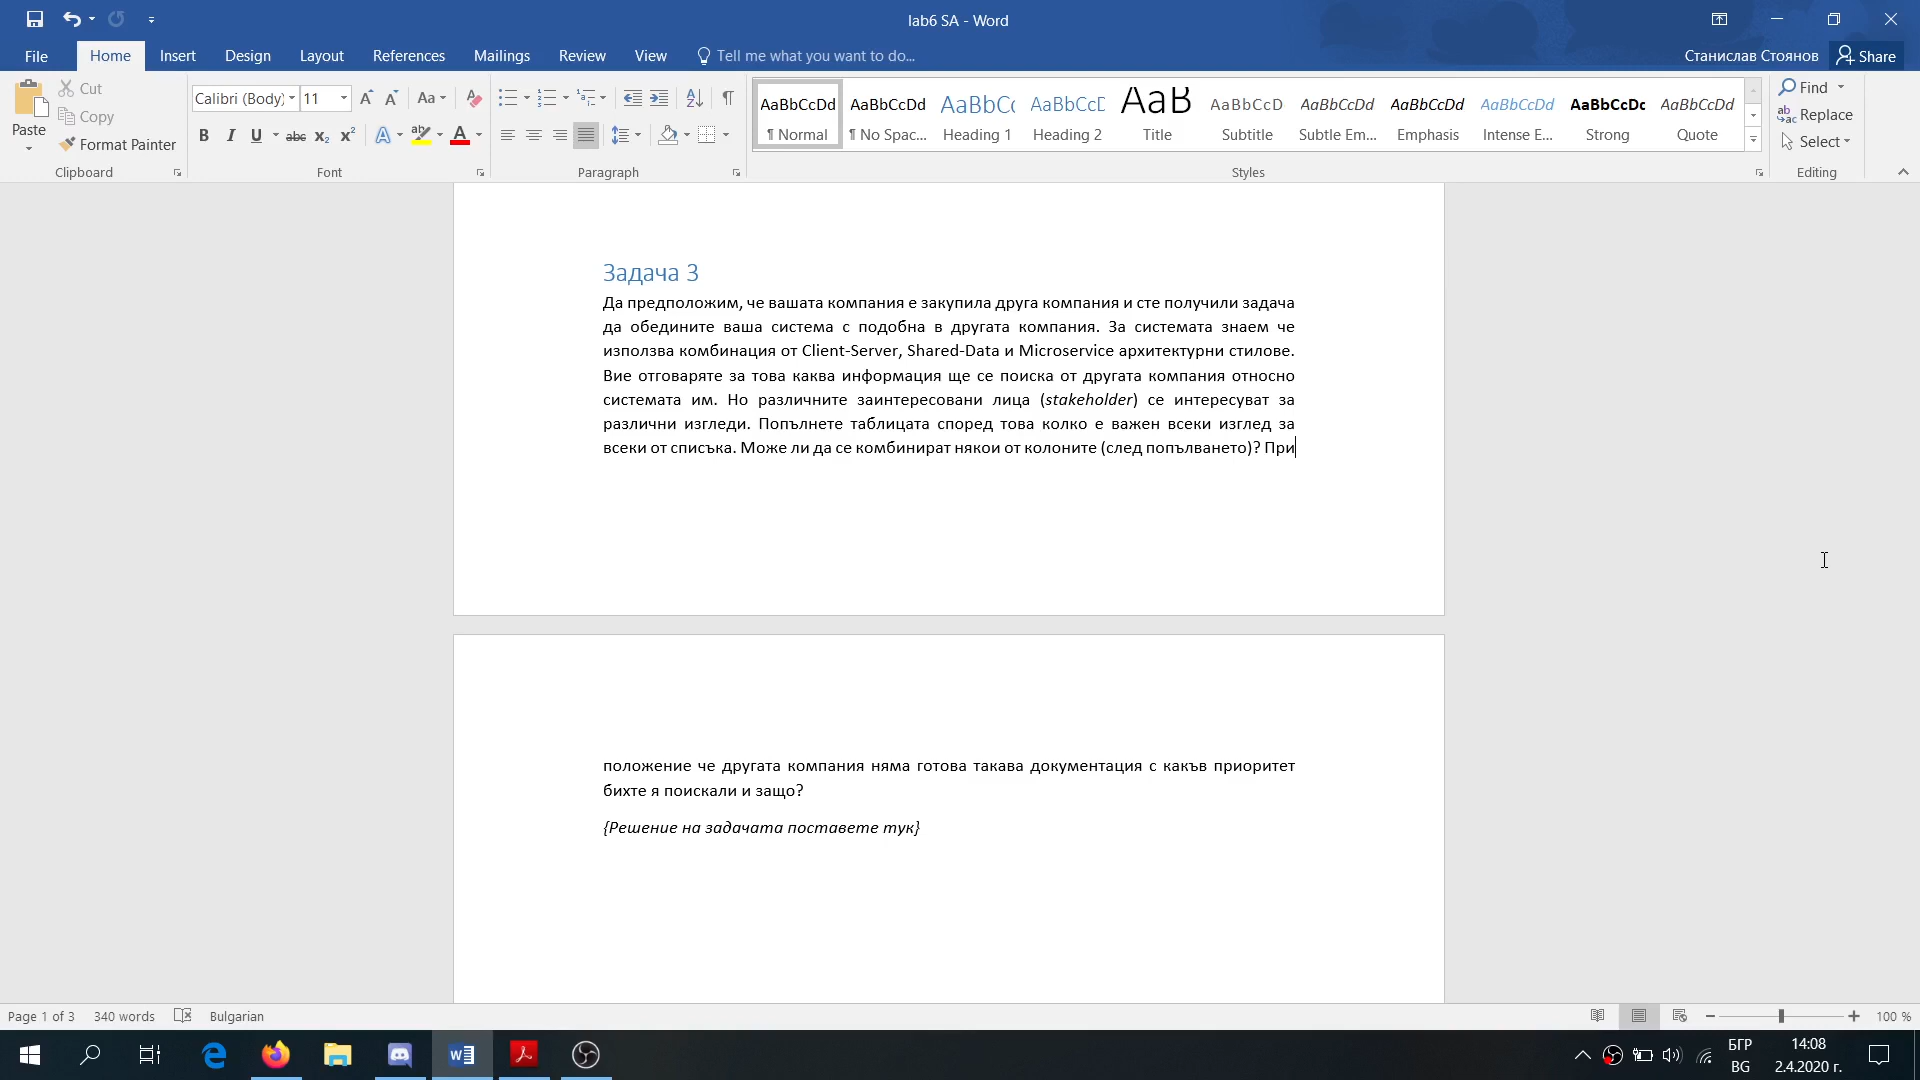 lab6 SA - Word
File
Home
Insert
Design
Layout
References
Mailings
Review
View
Tell me what you want to do...
Станислав Стоянов
Share
Paste
Cut
Copy
Format Painter
Clipboard
Calibri (Body)
11
Font
Paragraph
AaBbCcDd
¶ Normal
AaBbCcDd
¶ No Spac...
AaBbCc
Heading 1
AaBbCcD
Heading 2
AaB
Title
AaBbCcD
Subtitle
AaBbCcDd
Subtle Em...
AaBbCcDd
Emphasis
AaBbCcDd
Intense E...
AaBbCcDc
Strong
AaBbCcDd
Quote
Styles
Find
Replace
Select
Editing
Задача 3
Да предположим, че вашата компания е закупила друга компания и сте получили задача
да обедините ваша система с подобна в другата компания. За системата знаем че
използва комбинация от Client-Server, Shared-Data и Microservice архитектурни стилове.
Вие отговаряте за това каква информация ще се поиска от другата компания относно
системата им. Но различните заинтересовани лица (stakeholder) се интересуват за
различни изгледи. Попълнете таблицата според това колко е важен всеки изглед за
всеки от списъка. Може ли да се комбинират някои от колоните (след попълването)? При
положение че другата компания няма готова такава документация с какъв приоритет
бихте я поискали и защо?
{Решение на задачата поставете тук}
Page 1 of 3
340 words
Bulgarian
100 %
БГР
BG
14:08
2.4.2020 г.